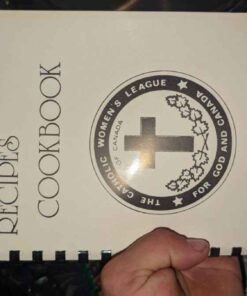 RECIPES
COOKBOOK
THE CATHOLIC WOMEN'S LEAGUE
OF CANADA
FOR GOD AND CANADA